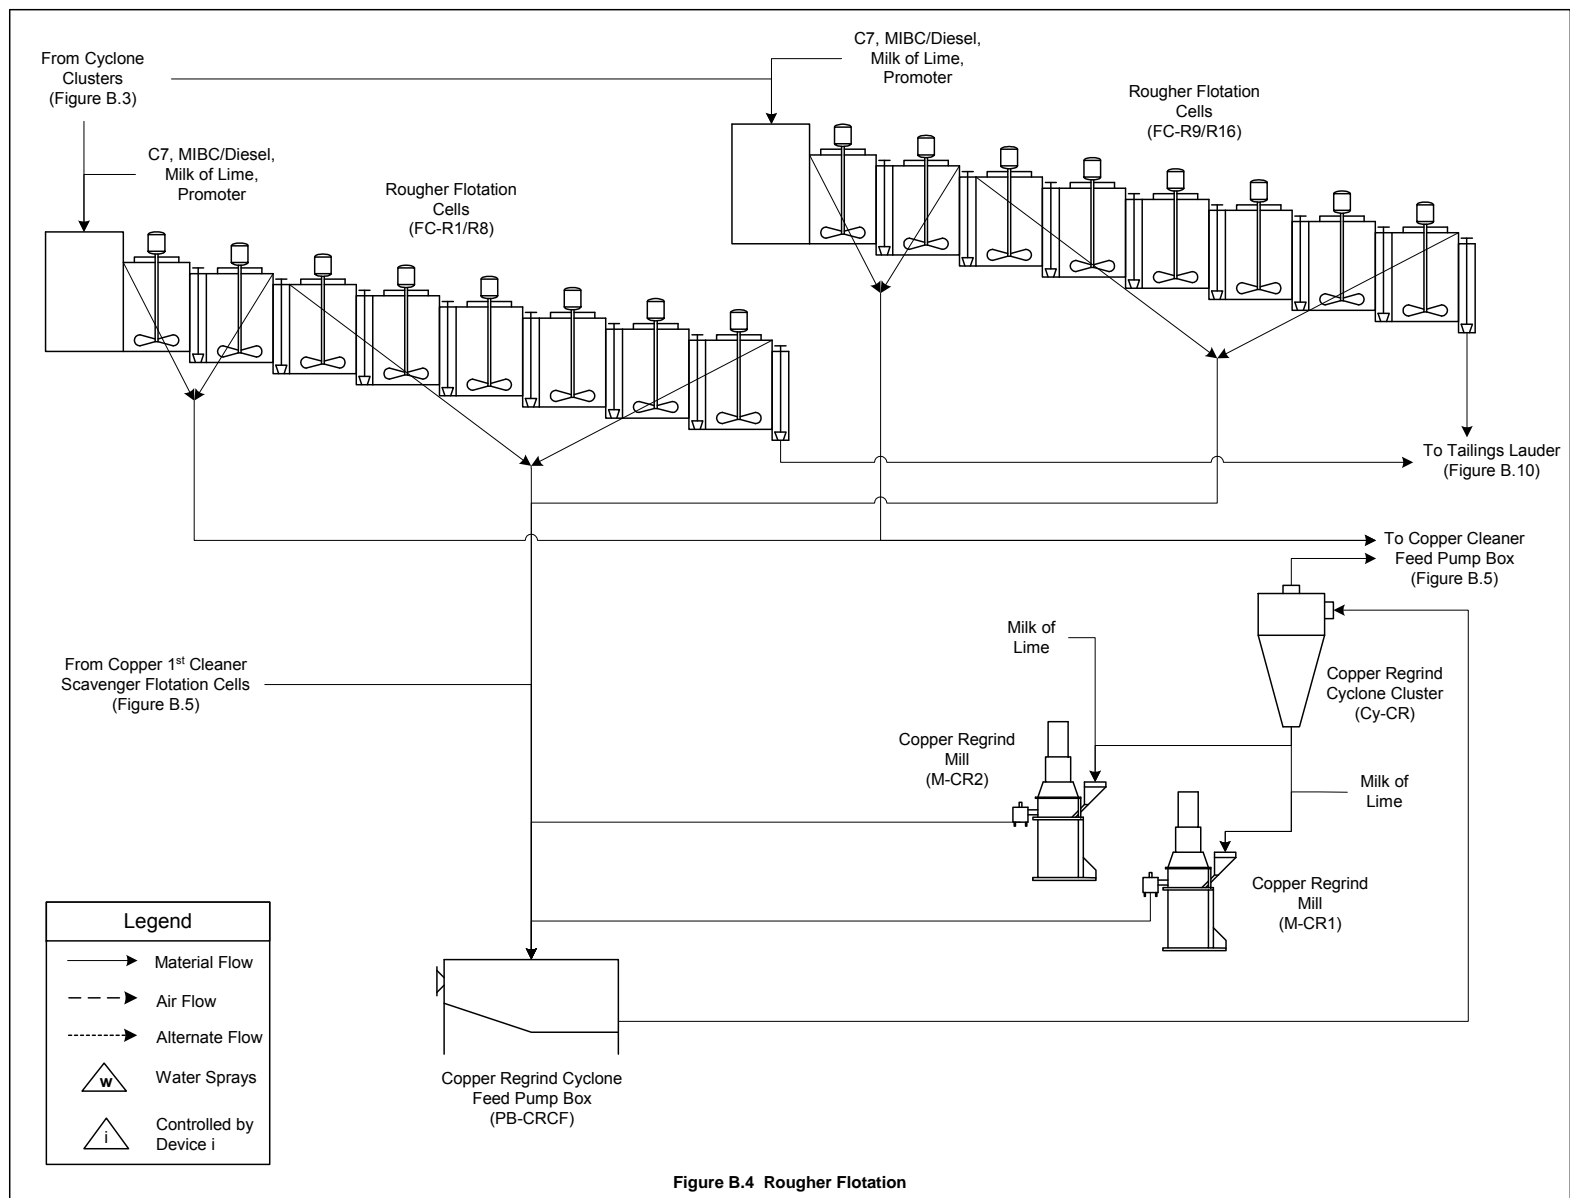 From Cyclone
Clusters
(Figure B.3)
C7, MIBC/Diesel,
Milk of Lime,
Promoter
Rougher Flotation
Cells
(FC-R9/R16)
C7, MIBC/Diesel,
Milk of Lime,
Promoter
Rougher Flotation
Cells
(FC-R1/R8)
To Tailings Lauder
(Figure B.10)
To Copper Cleaner
Feed Pump Box
(Figure B.5)
Milk of
Lime
From Copper 1st Cleaner
Scavenger Flotation Cells
(Figure B.5)
Copper Regrind
Cyclone Cluster
(Cy-CR)
Copper Regrind
Mill
(M-CR2)
Milk of
Lime
Copper Regrind
Mill
(M-CR1)
Legend
Material Flow
Air Flow
Alternate Flow
w Water Sprays
i Controlled by
Device i
Copper Regrind Cyclone
Feed Pump Box
(PB-CRCF)
Figure B.4 Rougher Flotation